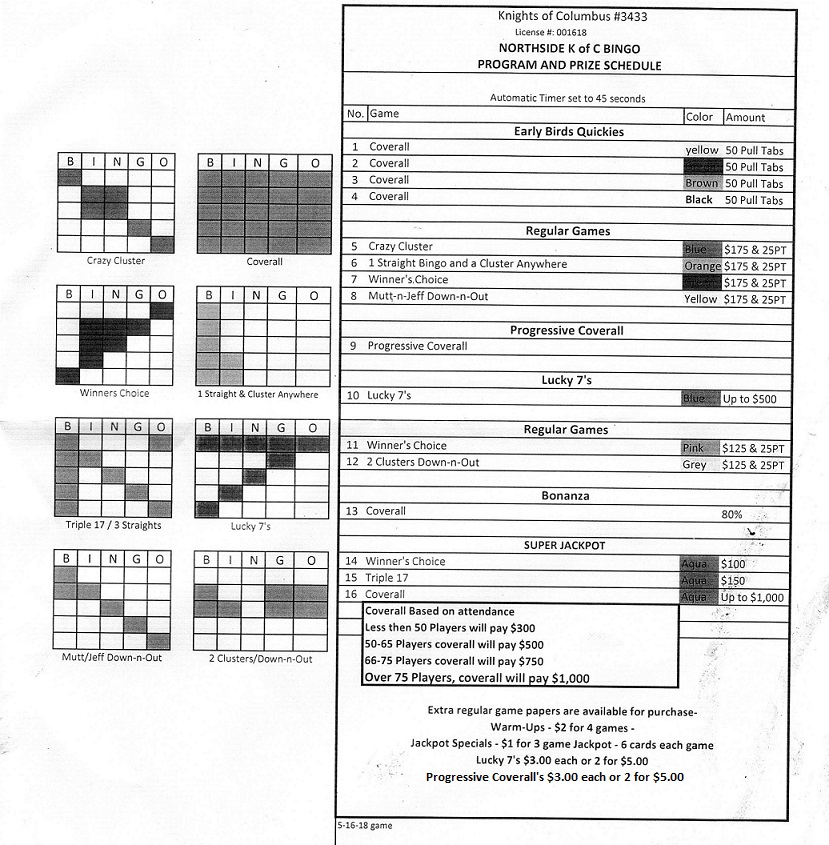 Knights of Columbus #3433
License #: 001618
NORTHSIDE K of C BINGO
PROGRAM AND PRIZE SCHEDULE
Automatic Timer set to 45 seconds
No. Game Color Amount
Early Birds Quickies
1 Coverall yellow 50 Pull Tabs
2 Coverall 50 Pull Tabs
3 Coverall Brown 50 Pull Tabs
4 Coverall Black 50 Pull Tabs
Regular Games
5 Crazy Cluster Blue $175 & 25PT
6 1 Straight Bingo and a Cluster Anywhere Orange $175 & 25PT
7 Winner's.Choice $175 & 25PT
8 Mutt-n-Jeff Down-n-Out Yellow $175 & 25PT
Progressive Coverall
9 Progressive Coverall
Lucky 7's
10 Lucky 7's Blue Up to $500
Regular Games
11 Winner's Choice Pink $125 & 25PT
12 2 Clusters Down-n-Out Grey $125 & 25PT
Bonanza
13 Coverall 80%
SUPER JACKPOT
14 Winner's Choice Aqua $100
15 Triple 17 Aqua $150
16 Coverall Aqua Up to $1,000
Coverall Based on attendance
Less then 50 Players will pay $300
50-65 Players coverall will pay $500
66-75 Players coverall will pay $750
Over 75 Players, coverall will pay $1,000
Extra regular game papers are available for purchase-
Warm-Ups - $2 for 4 games -
Jackpot Specials - $1 for 3 game Jackpot - 6 cards each game
Lucky 7's $3.00 each or 2 for $5.00
Progressive Coverall's $3.00 each or 2 for $5.00
5-16-18 game
B I N G O B I N G O
Crazy Cluster Coverall
B I N G O B I N G O
Winners Choice 1 Straight & Cluster Anywhere
B I N G O B I N G O
Triple 17 / 3 Straights Lucky 7's
B I N G O B I N G O
Mutt/Jeff Down-n-Out 2 Clusters/Down-n-Out